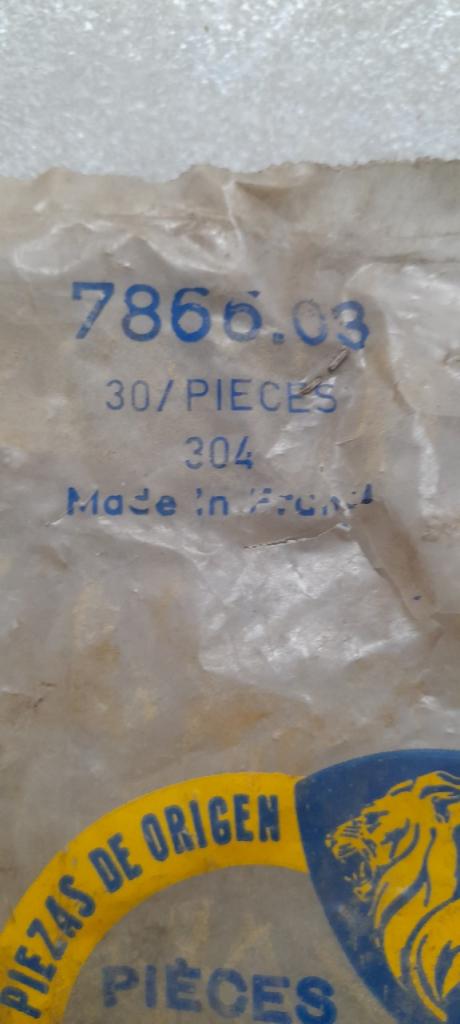 7866.03
30/PIECES
304
Made in France
PIEZAS DE ORIGEN
PIÈCES